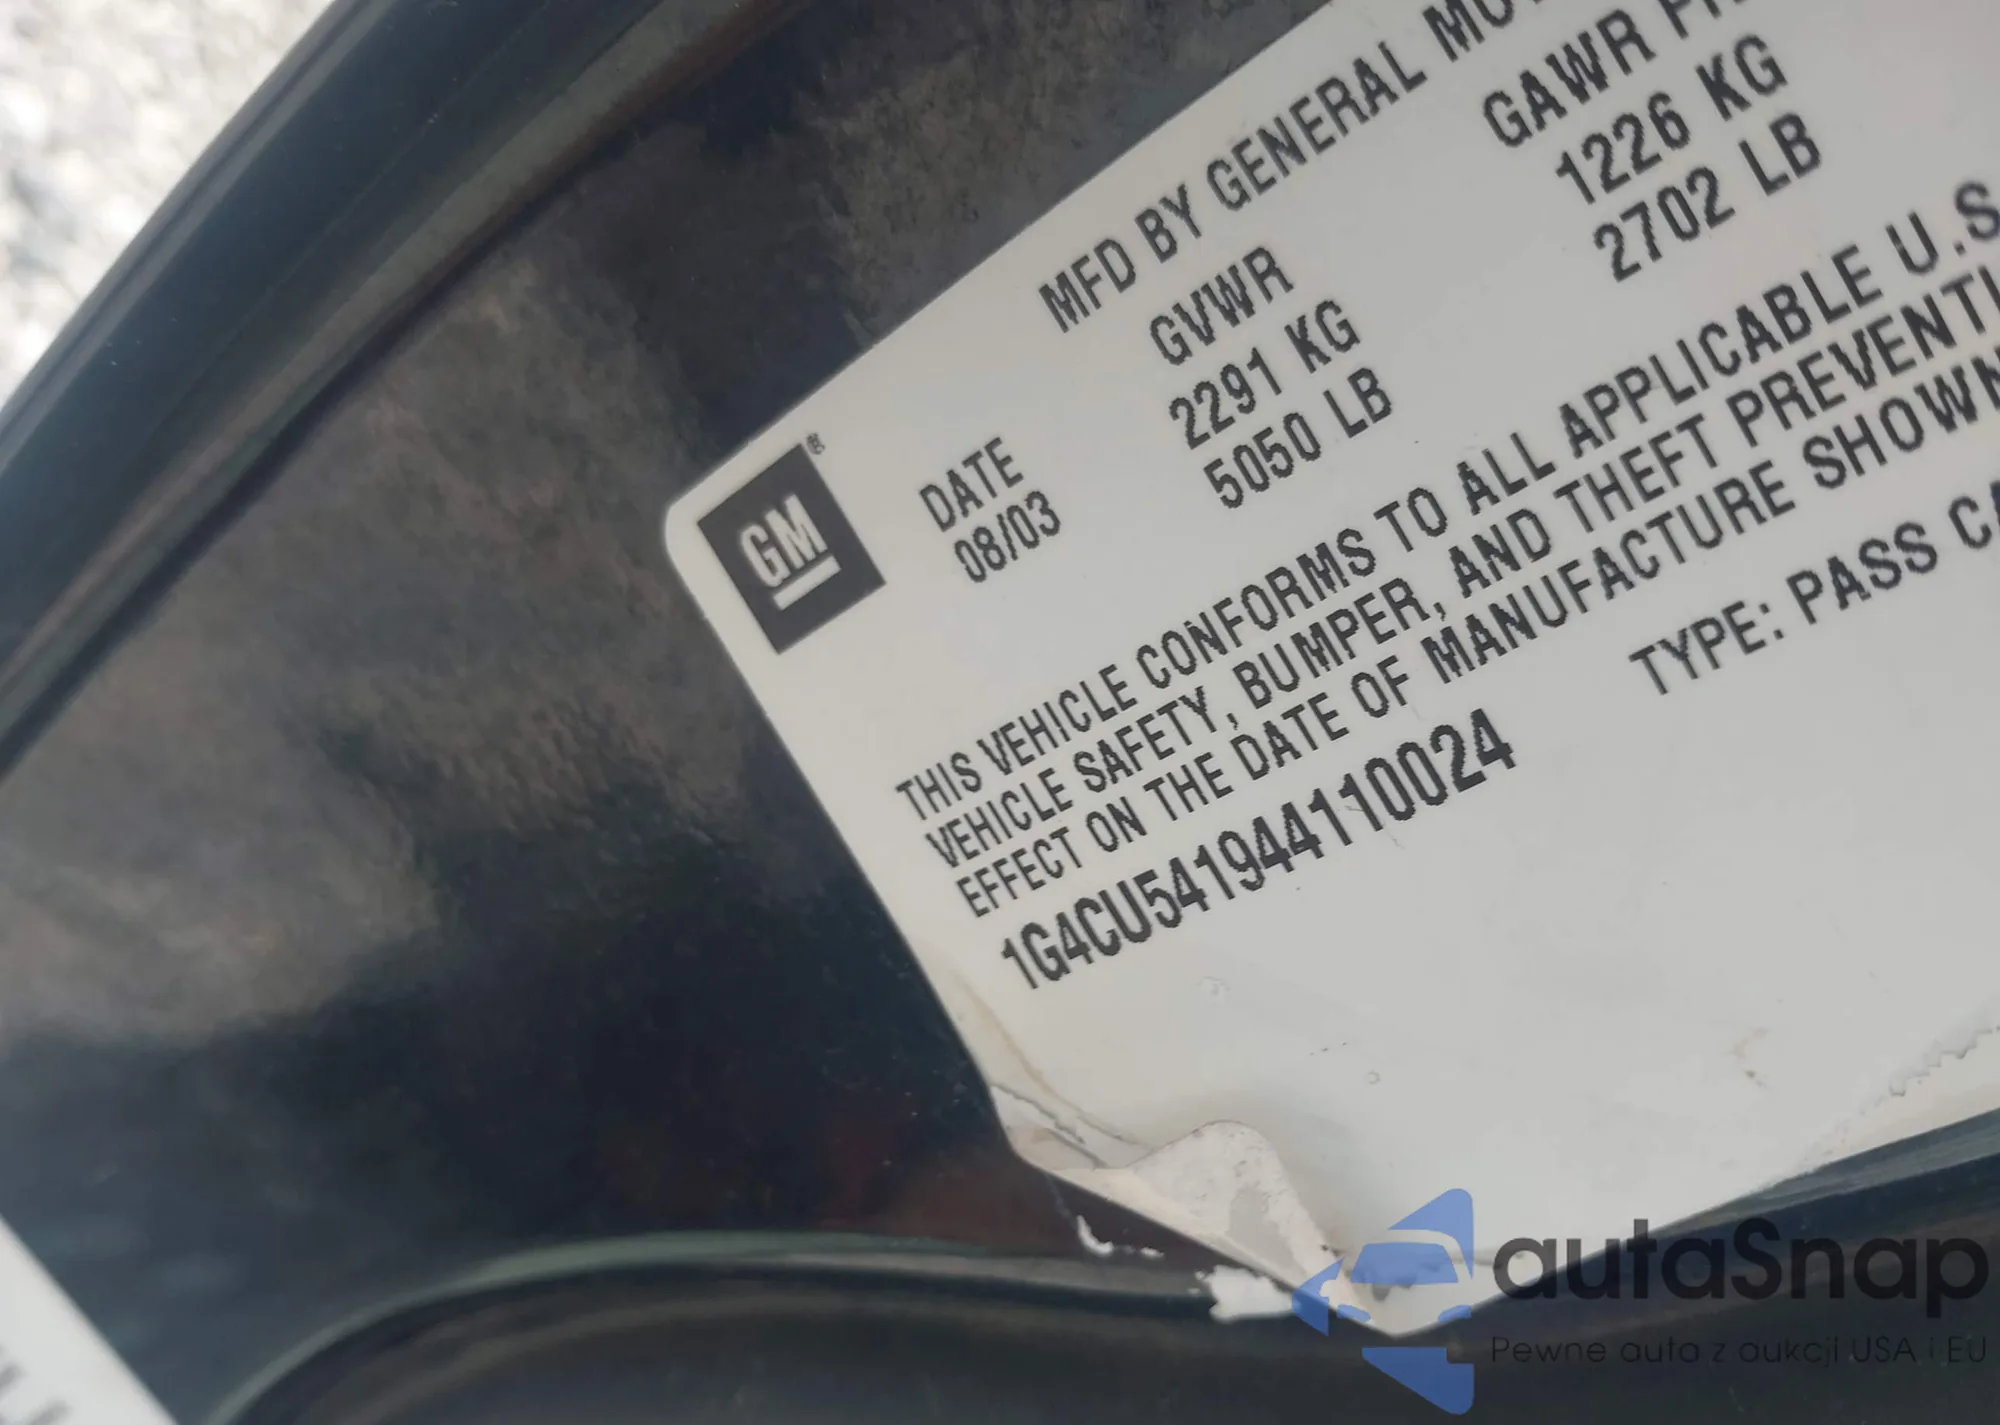 MFD BY GENERAL
GVWR
GAWR
2291 KG
1226 KG
5050 LB
2702 LB
GM®
DATE
08/03
THIS VEHICLE CONFORMS TO ALL APPLICABLE U.S
VEHICLE SAFETY, BUMPER, AND THEFT
EFFECT ON THE DATE OF MANUFACTURE SHOWN
1G4CU541944110024
TYPE: PASS
autaSnap
Pewne auta z aukcji USA i EU